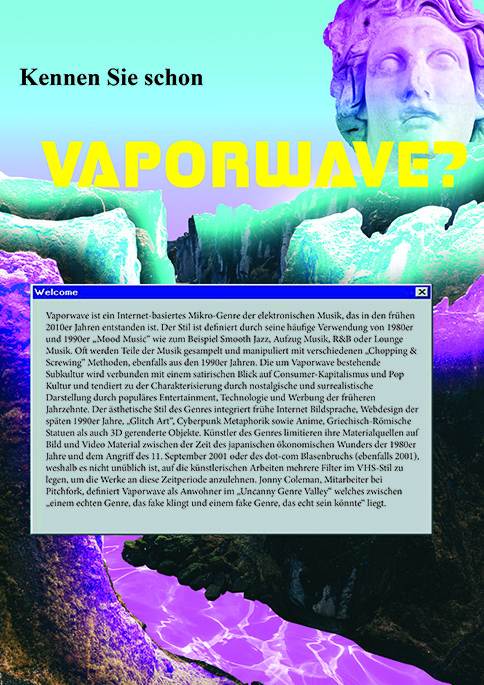 Kennen Sie schon
VAPORWAVE?
Welcome
Vaporwave ist ein Internet-basiertes Mikro-Genre der elektronischen Musik, das in den frühen
2010er Jahren entstanden ist. Der Stil ist definiert durch seine häufige Verwendung von 1980er
und 1990er „Mood Music” wie zum Beispiel Smooth Jazz, Aufzug Musik, R&B oder Lounge
Musik. Oft werden Teile der Musik gesampelt und manipuliert mit verschiedenen „Chopping &
Screwing” Methoden, ebenfalls aus den 1990er Jahren. Die um Vaporwave bestehende
Subkultur wird verbunden mit einem satirischen Blick auf Consumer-Kapitalismus und Pop
Kultur und tendiert zu der Charakterisierung durch nostalgische und surrealistische
Darstellung durch populäres Entertainment, Technologie und Werbung der früheren
Jahrzehnte. Der ästhetische Stil des Genres integriert frühe Internet Bildsprache, Webdesign der
späten 1990er Jahre, „Glitch Art”, Cyberpunk Metaphorik sowie Anime, Griechisch-Römische
Statuen als auch 3D gerenderte Objekte. Künstler des Genres limitieren ihre Materialquellen auf
Bild und Video Material zwischen der Zeit des japanischen ökonomischen Wunders der 1980er
Jahre und dem Angriff des 11. September 2001 oder des dot-com Blasenbruchs (ebenfalls 2001),
weshalb es nicht unüblich ist, auf die künstlerischen Arbeiten mehrere Filter im VHS-Stil zu
legen, um die Werke an diese Zeitperiode anzulehnen. Jonny Coleman, Mitarbeiter bei
Pitchfork, definiert Vaporwave als Anwohner im „Uncanny Genre Valley” welches zwischen
„einem echten Genre, das fake klingt und einem fake Genre, das echt sein könnte” liegt.